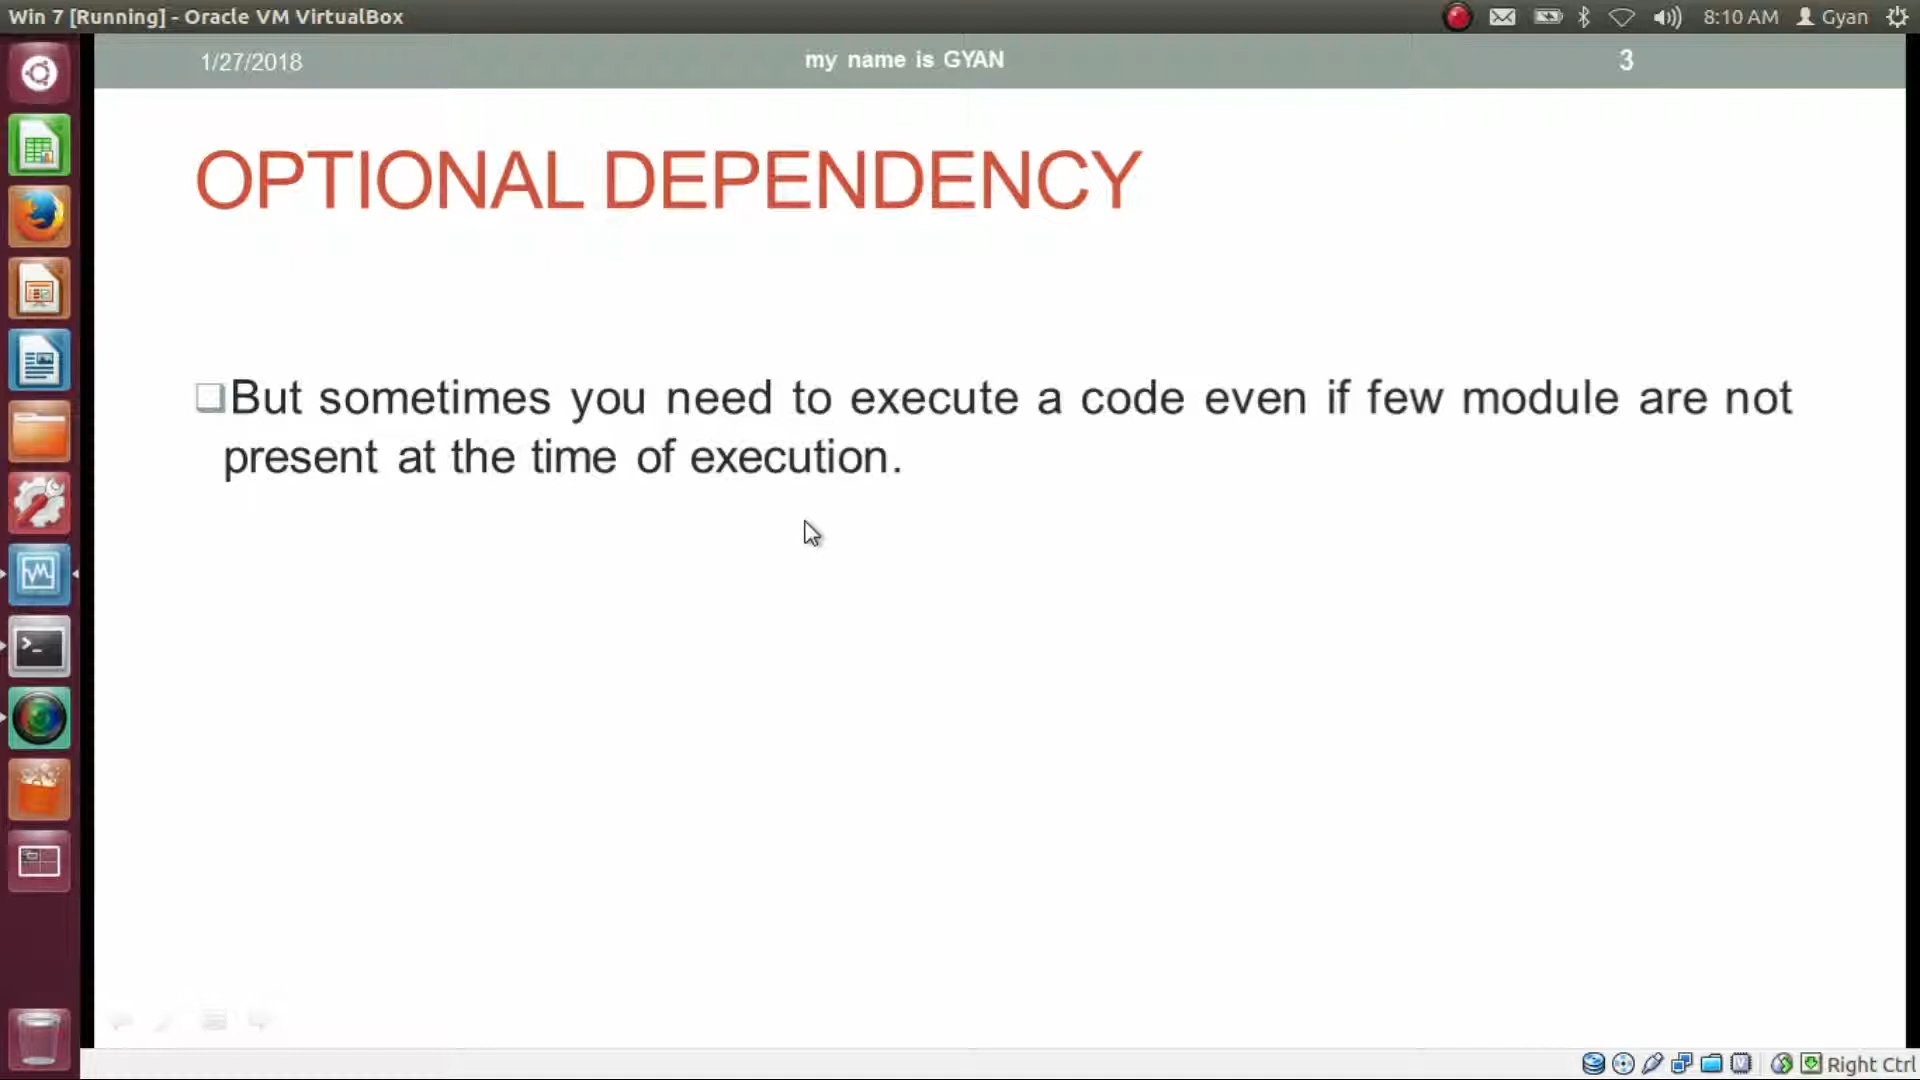 Win 7 [Running] - Oracle VM VirtualBox
8:10 AM Gyan
1/27/2018 my name is GYAN 3
OPTIONAL DEPENDENCY
But sometimes you need to execute a code even if few module are not
present at the time of execution.
Right Ctrl